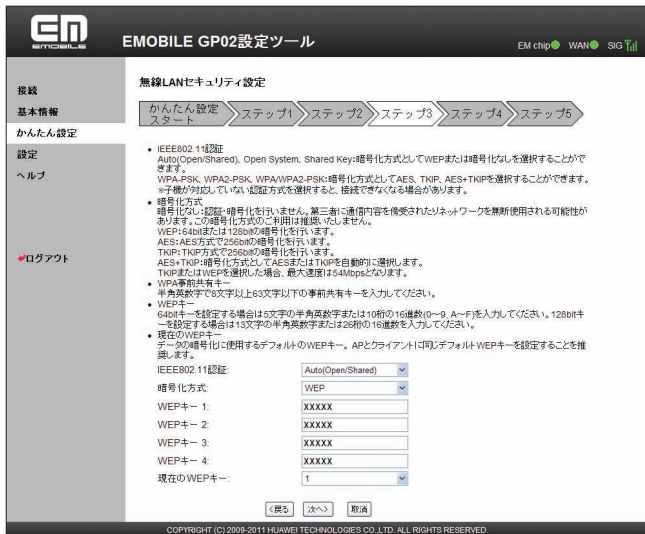 EM
EMOBILE
EMOBILE GP02設定ツール
EM chip WAN SIG
接続
基本情報
かんたん設定
設定
ヘルプ
ログアウト
無線LANセキュリティ設定
かんたん設定
スタート
ステップ1
ステップ2
ステップ3
ステップ4
ステップ5
• IEEE802.11認証
Auto(Open/Shared), Open System, Shared Key:暗号化方式としてWEPまたは暗号化なしを選択することがで
きます。
WPA-PSK, WPA2-PSK, WPA/WPA2-PSK:暗号化方式としてAES, TKIP, AES+TKIPを選択することができます。
※子機が対応していない認証方式を選択すると、接続できなくなる場合があります。
• 暗号化方式
暗号化なし:認証・暗号化を行いません。第三者に通信内容を傍受されたりネットワークを無断使用される可能性が
あります。この暗号化方式のご利用は推奨いたしません。
WEP:64bitまたは128bitの暗号化を行います。
AES:AES方式で256bitの暗号化を行います。
TKIP:TKIP方式で256bitの暗号化を行います。
AES+TKIP:暗号化方式としてAESまたはTKIPを自動的に選択します。
TKIPまたはWEPを選択した場合、最大速度は54Mbpsとなります。
• WPA事前共有キー
半角英数字で8文字以上63文字以下の事前共有キーを入力してください。
• WEPキー
64bitキーを設定する場合は5文字の半角英数字または10桁の16進数(0～9、A～F)を入力してください。128bitキ
ーを設定する場合は13文字の半角英数字または26桁の16進数を入力してください。
• 現在のWEPキー
データの暗号化に使用するデフォルトのWEPキー。APとクライアントに同じデフォルトWEPキーを設定することを推
奨します。
IEEE802.11認証: Auto(Open/Shared)
暗号化方式: WEP
WEPキー 1: XXXXX
WEPキー 2: XXXXX
WEPキー 3: XXXXX
WEPキー 4: XXXXX
現在のWEPキー: 1
<戻る 次へ> 取消
COPYRIGHT (C) 2009-2011 HUAWEI TECHNOLOGIES CO.,LTD. ALL RIGHTS RESERVED.